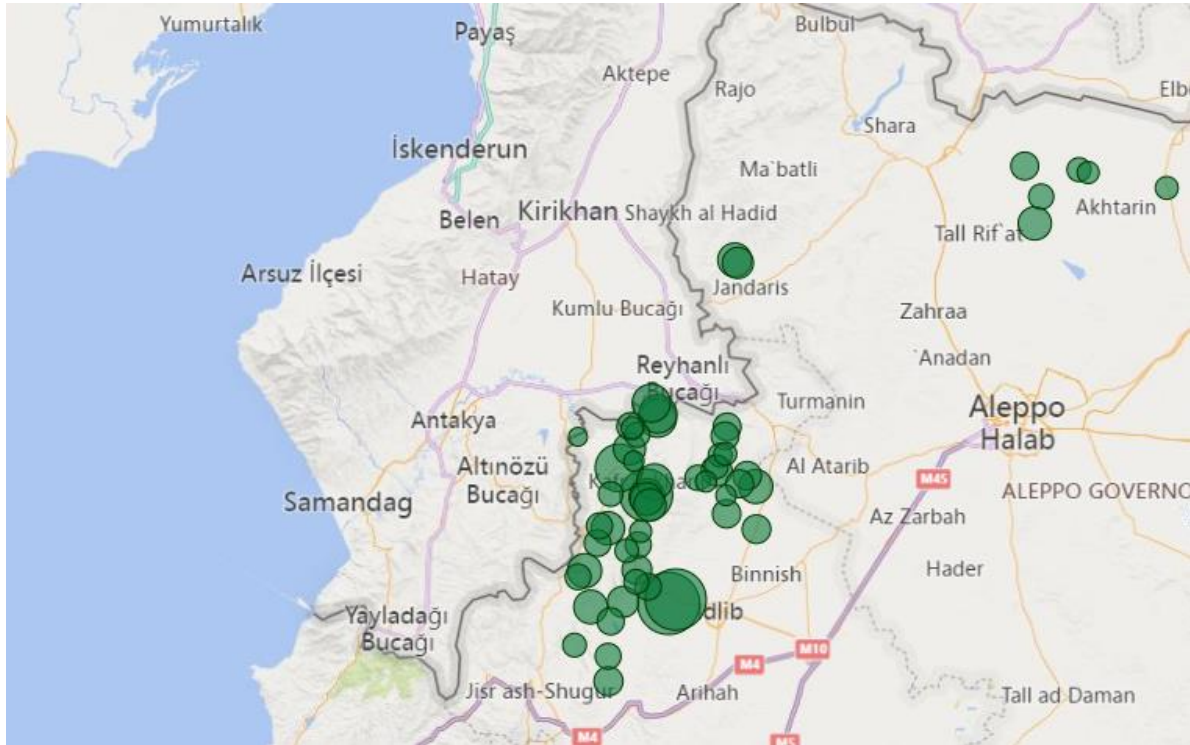 Yumurtalık
Payaş
Bulbul
Aktepe
Rajo
Shara
İskenderun
Ma`batli
Belen
Kirikhan
Shaykh al Hadid
Akhtarin
Tall Rif`at
Arsuz İlçesi
Hatay
Jandaris
Kumlu Bucağı
Zahraa
`Anadan
Reyhanlı
Bucağı
Turmanin
Aleppo
Halab
Antakya
Altınözü
Bucağı
Al Atarib
M45
Samandag
ALEPPO GOVERNO
Az Zarbah
Binnish
Hader
dlib
Yayladağı
Bucağı
M10
M4
Jisr ash-Shugur
Arihah
Tall ad Daman
M4
M5